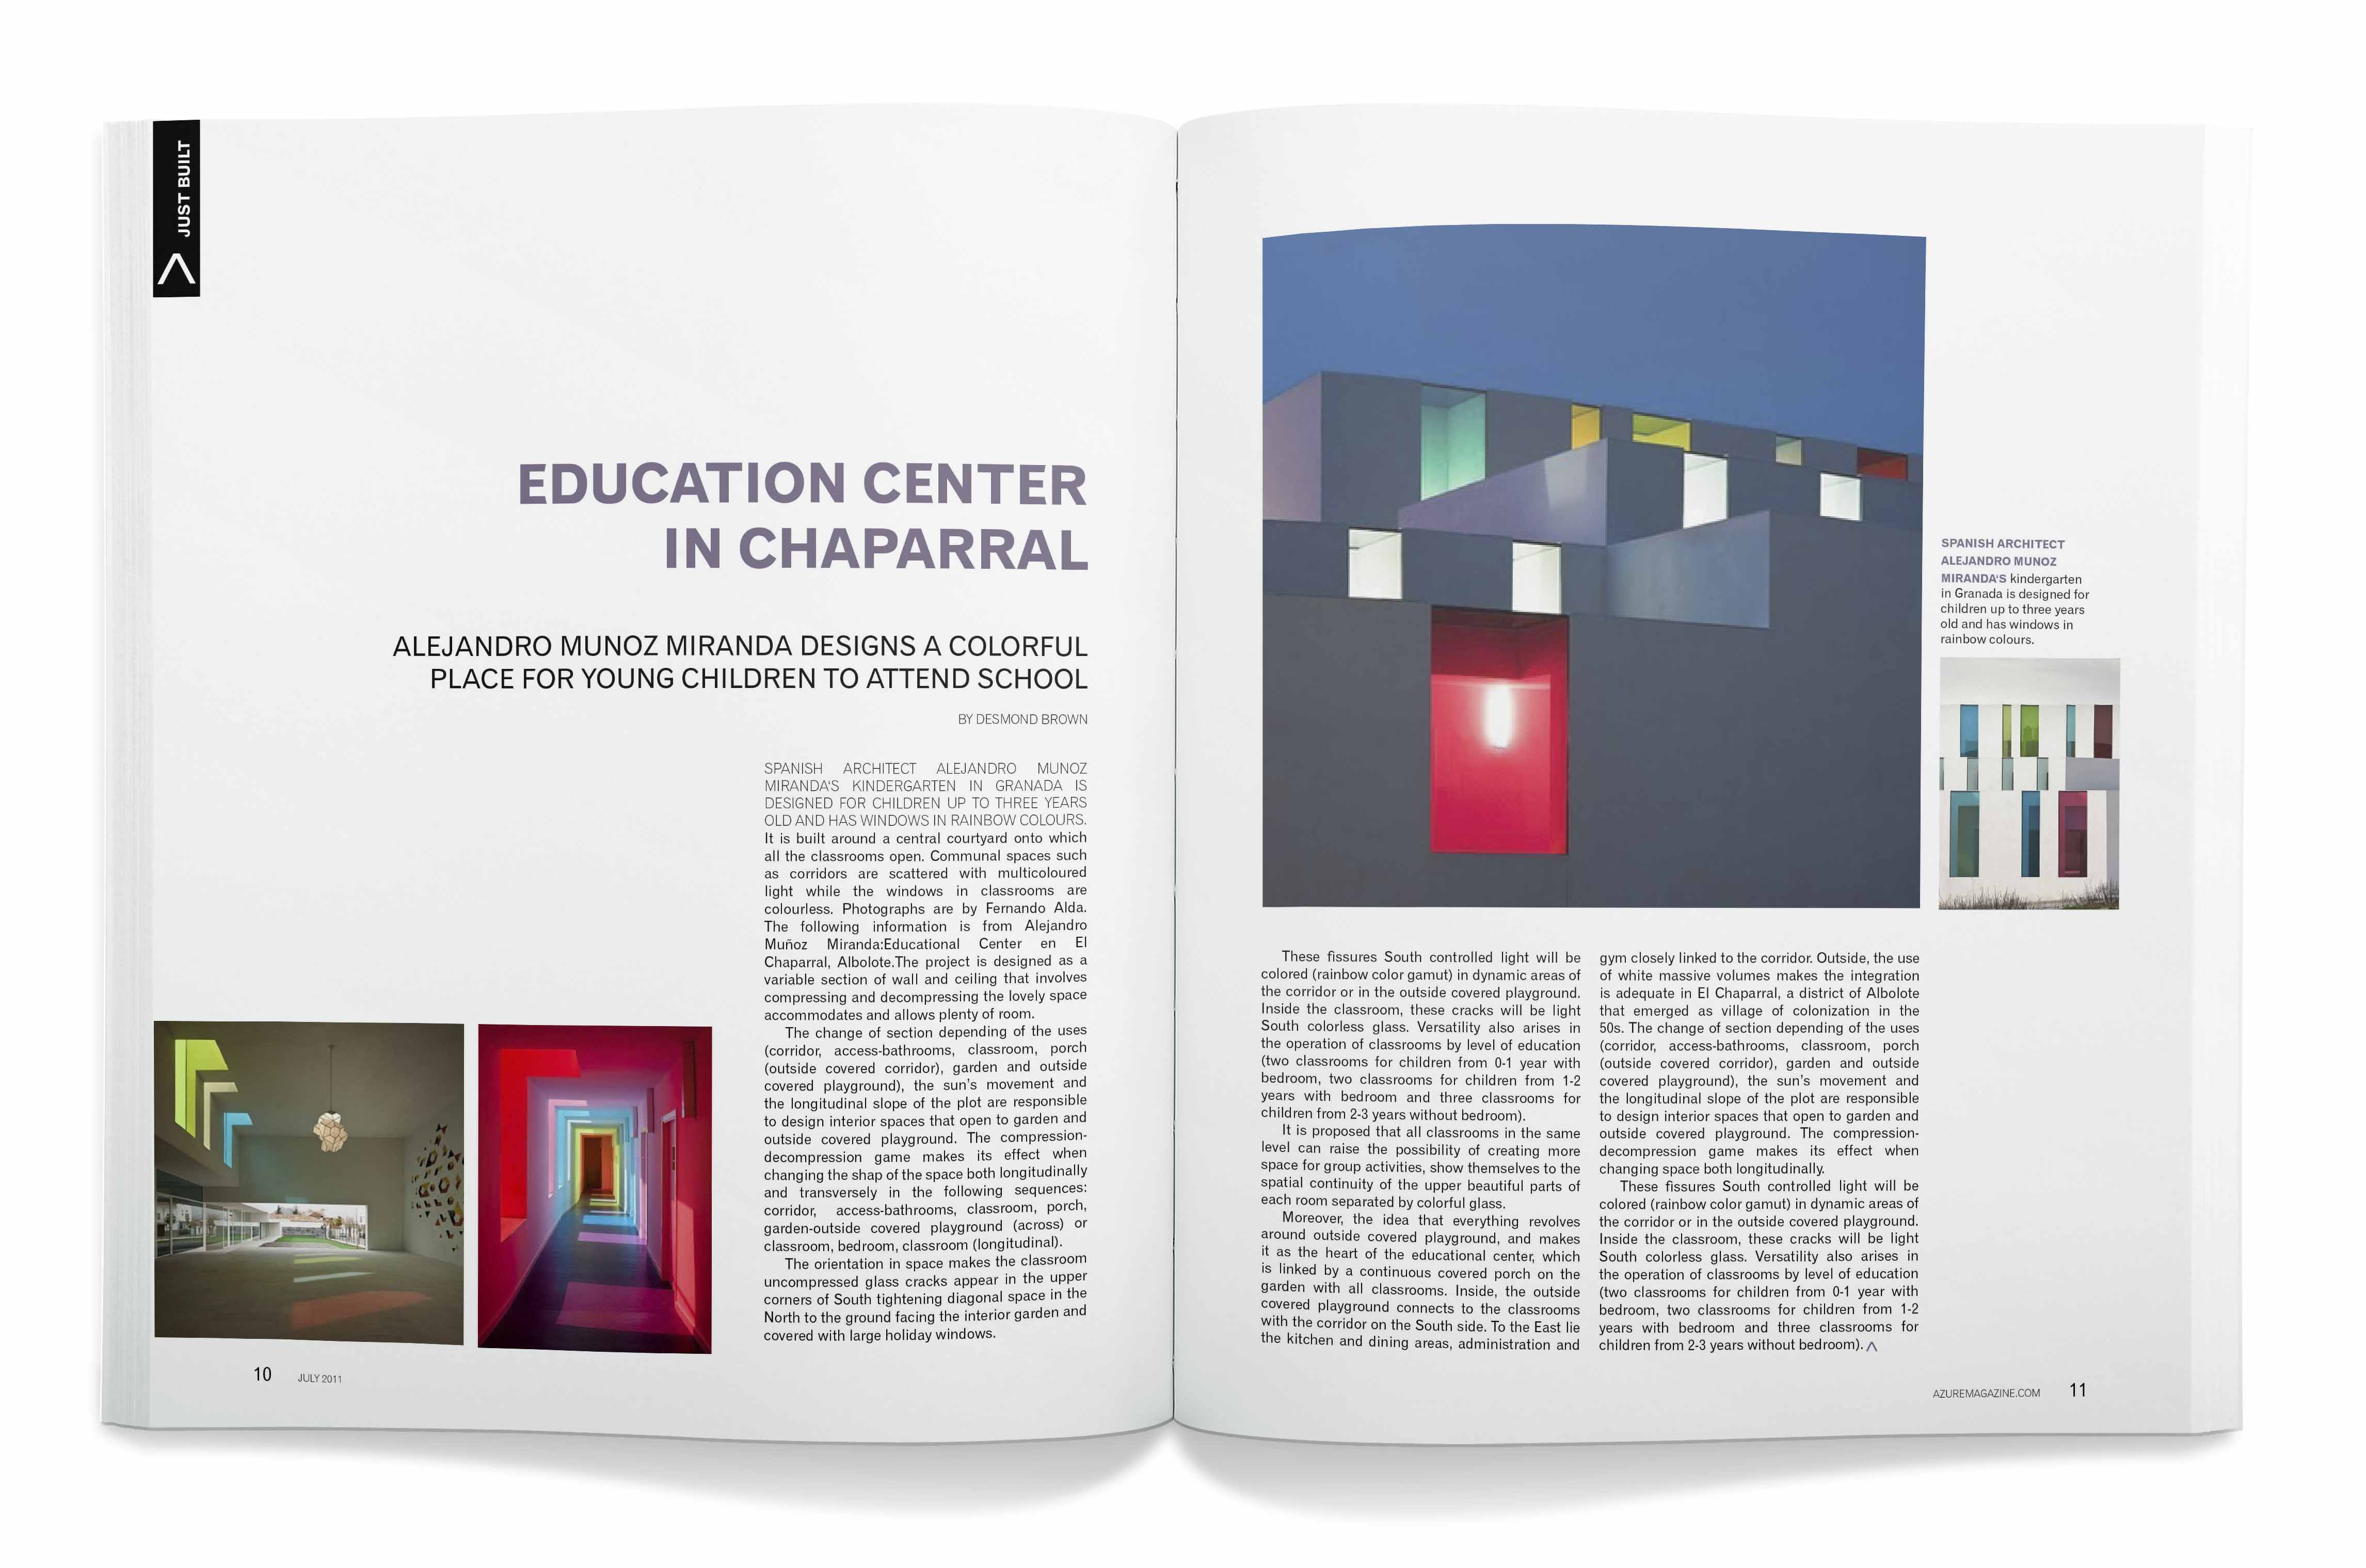 JUST BUILT
EDUCATION CENTER
IN CHAPARRAL
ALEJANDRO MUNOZ MIRANDA DESIGNS A COLORFUL
PLACE FOR YOUNG CHILDREN TO ATTEND SCHOOL
BY DESMOND BROWN
SPANISH ARCHITECT ALEJANDRO MUNOZ
MIRANDA'S KINDERGARTEN IN GRANADA IS
DESIGNED FOR CHILDREN UP TO THREE YEARS
OLD AND HAS WINDOWS IN RAINBOW COLOURS.
It is built around a central courtyard onto which
all the classrooms open. Communal spaces such
as corridors are scattered with multicoloured
light while the windows in classrooms are
colourless. Photographs are by Fernando Alda.
The following information is from Alejandro
Muñoz Miranda:Educational Center en El
Chaparral, Albolote.The project is designed as a
variable section of wall and ceiling that involves
compressing and decompressing the lovely space
accommodates and allows plenty of room.
The change of section depending of the uses
(corridor, access-bathrooms, classroom, porch
(outside covered corridor), garden and outside
covered playground), the sun's movement and
the longitudinal slope of the plot are responsible
to design interior spaces that open to garden and
outside covered playground. The compression-
decompression game makes its effect when
changing the shap of the space both longitudinally
and transversely in the following sequences:
corridor, access-bathrooms, classroom, porch,
garden-outside covered playground (across) or
classroom, bedroom, classroom (longitudinal).
The orientation in space makes the classroom
uncompressed glass cracks appear in the upper
corners of South tightening diagonal space in the
North to the ground facing the interior garden and
covered with large holiday windows.
10 JULY 2011
SPANISH ARCHITECT
ALEJANDRO MUNOZ
MIRANDA'S kindergarten
in Granada is designed for
children up to three years
old and has windows in
rainbow colours.
These fissures South controlled light will be
colored (rainbow color gamut) in dynamic areas of
the corridor or in the outside covered playground.
Inside the classroom, these cracks will be light
South colorless glass. Versatility also arises in
the operation of classrooms by level of education
(two classrooms for children from 0-1 year with
bedroom, two classrooms for children from 1-2
years with bedroom and three classrooms for
children from 2-3 years without bedroom).
It is proposed that all classrooms in the same
level can raise the possibility of creating more
space for group activities, show themselves to the
spatial continuity of the upper beautiful parts of
each room separated by colorful glass.
Moreover, the idea that everything revolves
around outside covered playground, and makes
it as the heart of the educational center, which
is linked by a continuous covered porch on the
garden with all classrooms. Inside, the outside
covered playground connects to the classrooms
with the corridor on the South side. To the East lie
the kitchen and dining areas, administration and
gym closely linked to the corridor. Outside, the use
of white massive volumes makes the integration
is adequate in El Chaparral, a district of Albolote
that emerged as village of colonization in the
50s. The change of section depending of the uses
(corridor, access-bathrooms, classroom, porch
(outside covered corridor), garden and outside
covered playground), the sun's movement and
the longitudinal slope of the plot are responsible
to design interior spaces that open to garden and
outside covered playground. The compression-
decompression game makes its effect when
changing space both longitudinally.
These fissures South controlled light will be
colored (rainbow color gamut) in dynamic areas of
the corridor or in the outside covered playground.
Inside the classroom, these cracks will be light
South colorless glass. Versatility also arises in
the operation of classrooms by level of education
(two classrooms for children from 0-1 year with
bedroom, two classrooms for children from 1-2
years with bedroom and three classrooms for
children from 2-3 years without bedroom).
AZUREMAGAZINE.COM 11